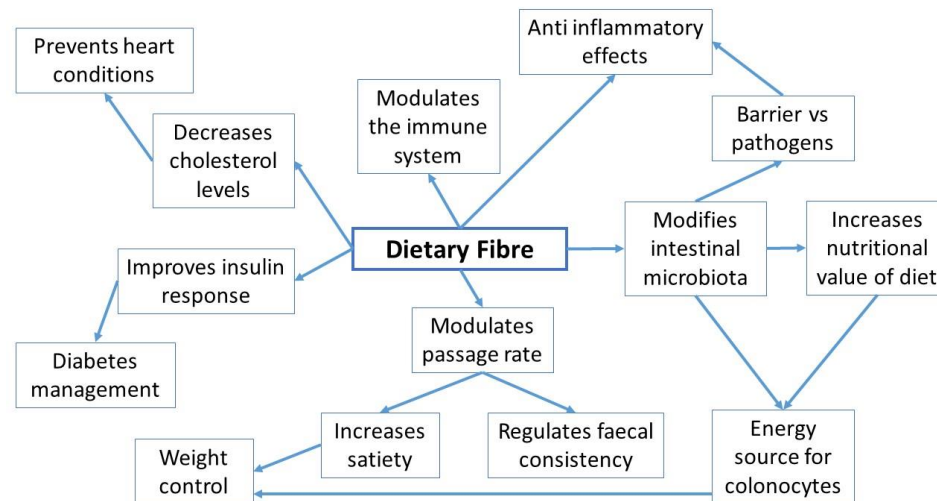 Prevents heart
conditions
Anti inflammatory
effects
Modulates
the immune
system
Decreases
cholesterol
levels
Barrier vs
pathogens
Dietary Fibre
Modifies
intestinal
microbiota
Increases
nutritional
value of diet
Improves insulin
response
Modulates
passage rate
Diabetes
management
Increases
satiety
Regulates faecal
consistency
Energy
source for
colonocytes
Weight
control